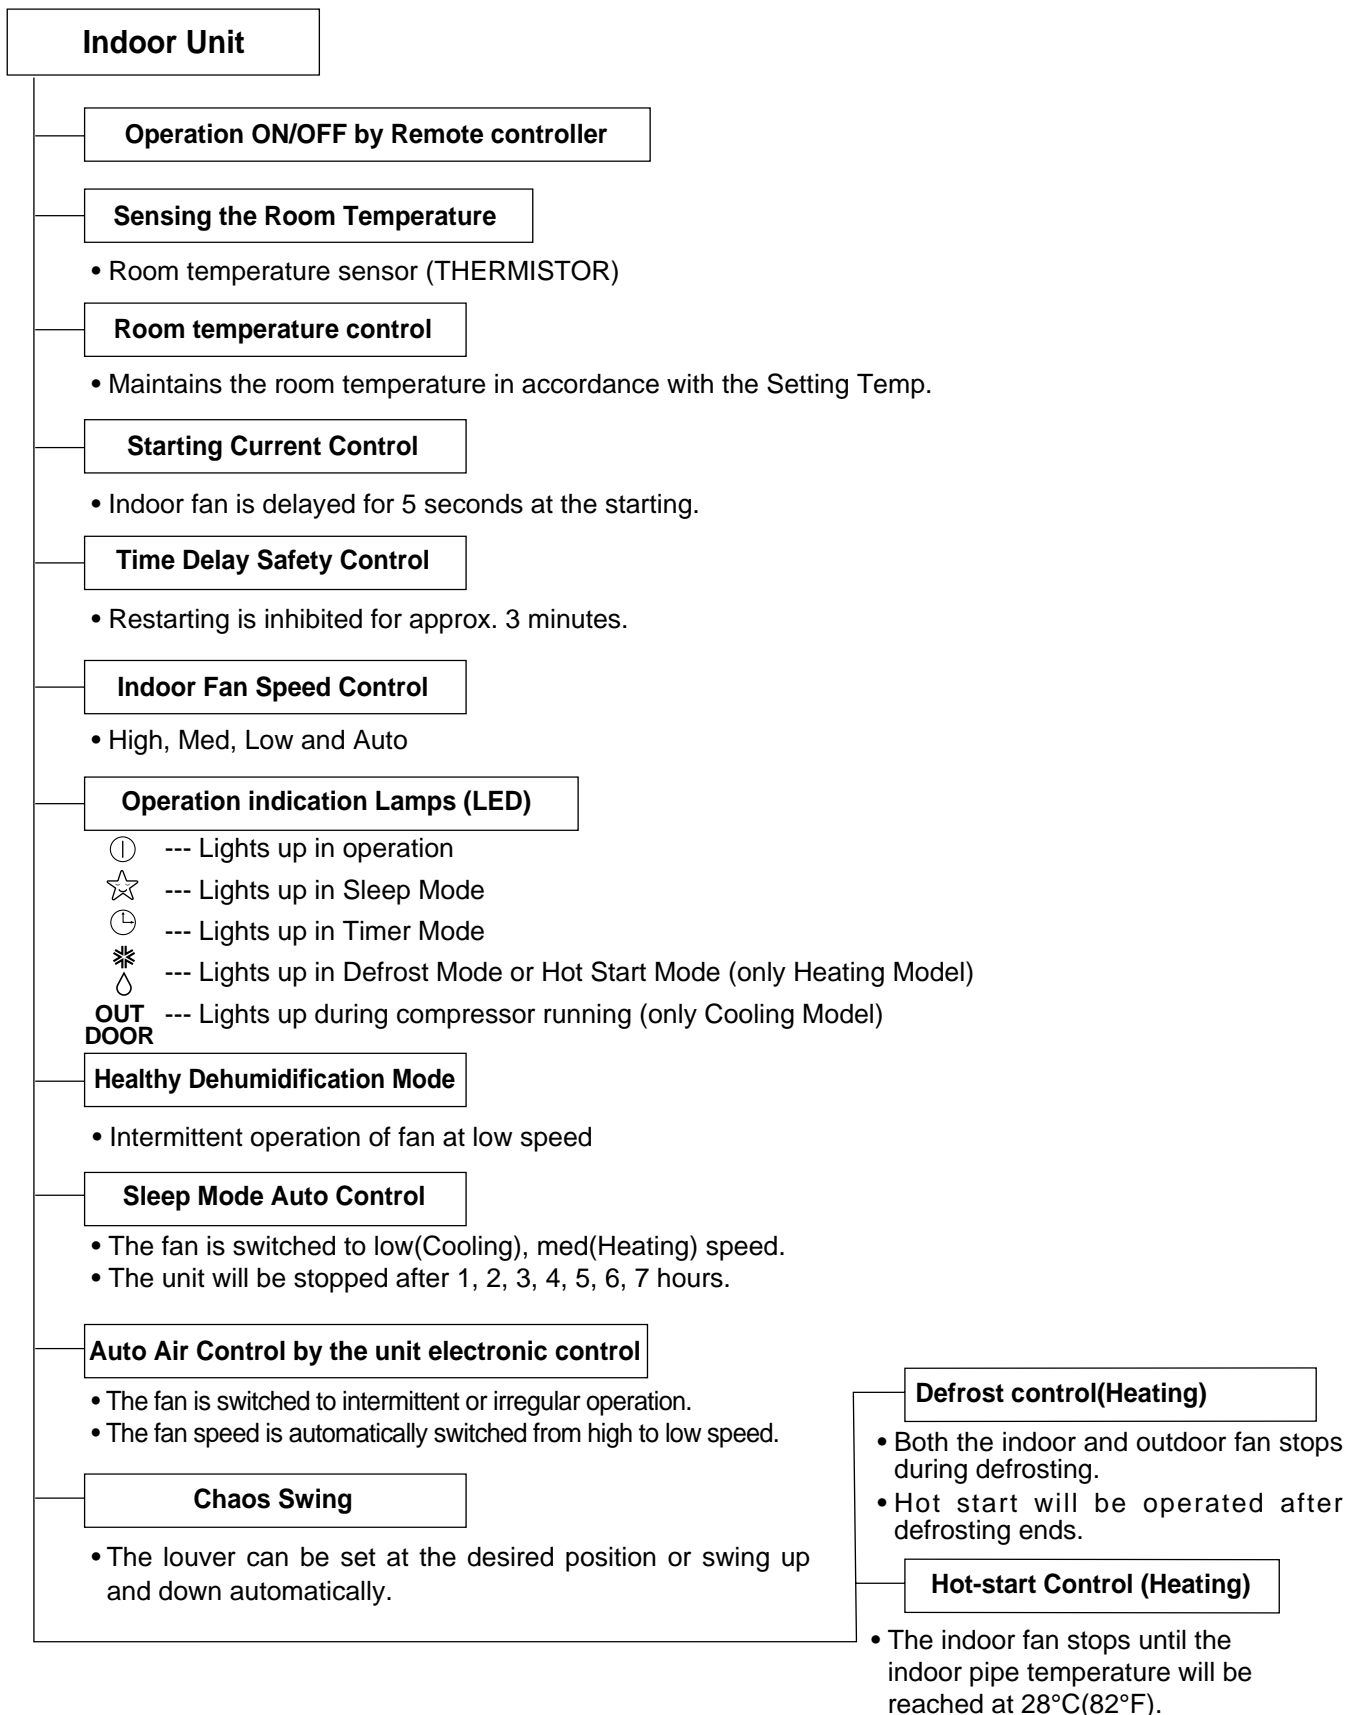 Indoor Unit
Operation ON/OFF by Remote controller
Sensing the Room Temperature
• Room temperature sensor (THERMISTOR)
Room temperature control
• Maintains the room temperature in accordance with the Setting Temp.
Starting Current Control
• Indoor fan is delayed for 5 seconds at the starting.
Time Delay Safety Control
• Restarting is inhibited for approx. 3 minutes.
Indoor Fan Speed Control
• High, Med, Low and Auto
Operation indication Lamps (LED)
--- Lights up in operation
--- Lights up in Sleep Mode
--- Lights up in Timer Mode
--- Lights up in Defrost Mode or Hot Start Mode (only Heating Model)
OUT
DOOR
--- Lights up during compressor running (only Cooling Model)
Healthy Dehumidification Mode
• Intermittent operation of fan at low speed
Sleep Mode Auto Control
• The fan is switched to low(Cooling), med(Heating) speed.
• The unit will be stopped after 1, 2, 3, 4, 5, 6, 7 hours.
Auto Air Control by the unit electronic control
• The fan is switched to intermittent or irregular operation.
• The fan speed is automatically switched from high to low speed.
Chaos Swing
• The louver can be set at the desired position or swing up
and down automatically.
Defrost control(Heating)
• Both the indoor and outdoor fan stops
during defrosting.
• Hot start will be operated after
defrosting ends.
Hot-start Control (Heating)
• The indoor fan stops until the
indoor pipe temperature will be
reached at 28°C(82°F).